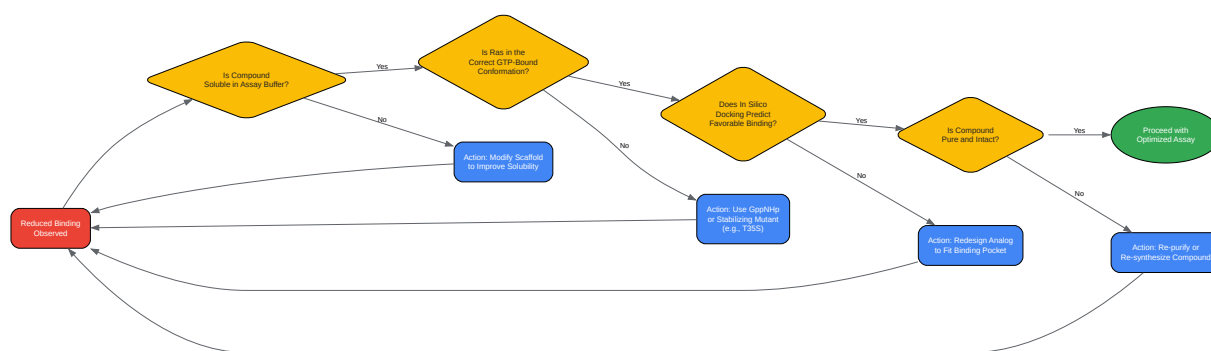 Is Ras in the
Correct GTP-Bound
Conformation?
Is Compound
Soluble in Assay Buffer?
Yes
Yes
Does In Silico
Docking Predict
Favorable Binding?
Yes
Is Compound
Pure and Intact?
Yes
Proceed with
Optimized Assay
No
Action: Modify Scaffold
to Improve Solubility
No
No
No
Reduced Binding
Observed
Action: Use GppNHp
or Stabilizing Mutant
(e.g., T35S)
Action: Redesign Analog
to Fit Binding Pocket
Action: Re-purify or
Re-synthesize Compound